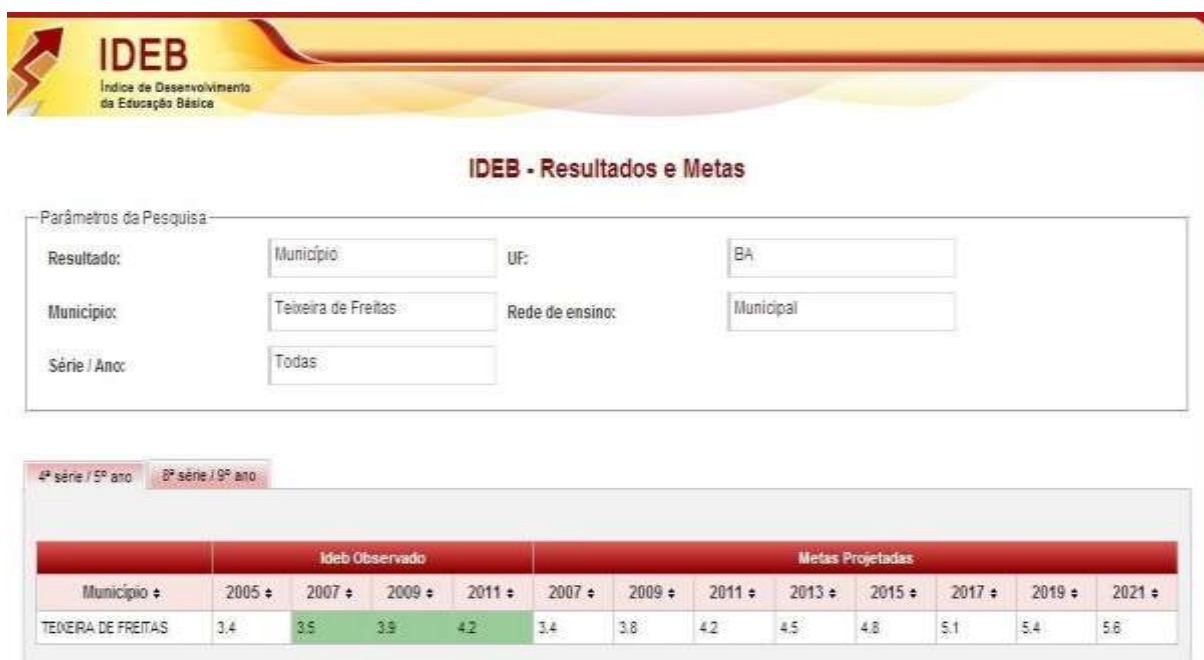 IDEB
Índice de Desenvolvimento
da Educação Básica
IDEB - Resultados e Metas
Parâmetros da Pesquisa
Resultado: Município UF: BA
Município: Teixeira de Freitas Rede de ensino: Municipal
Série / Ano: Todas
4ª série / 5º ano 8ª série / 9º ano
Ideb Observado Metas Projetadas
Município 2005 2007 2009 2011 2007 2009 2011 2013 2015 2017 2019 2021
TEIXEIRA DE FREITAS 3.4 3.5 3.9 4.2 3.4 3.8 4.2 4.5 4.8 5.1 5.4 5.6